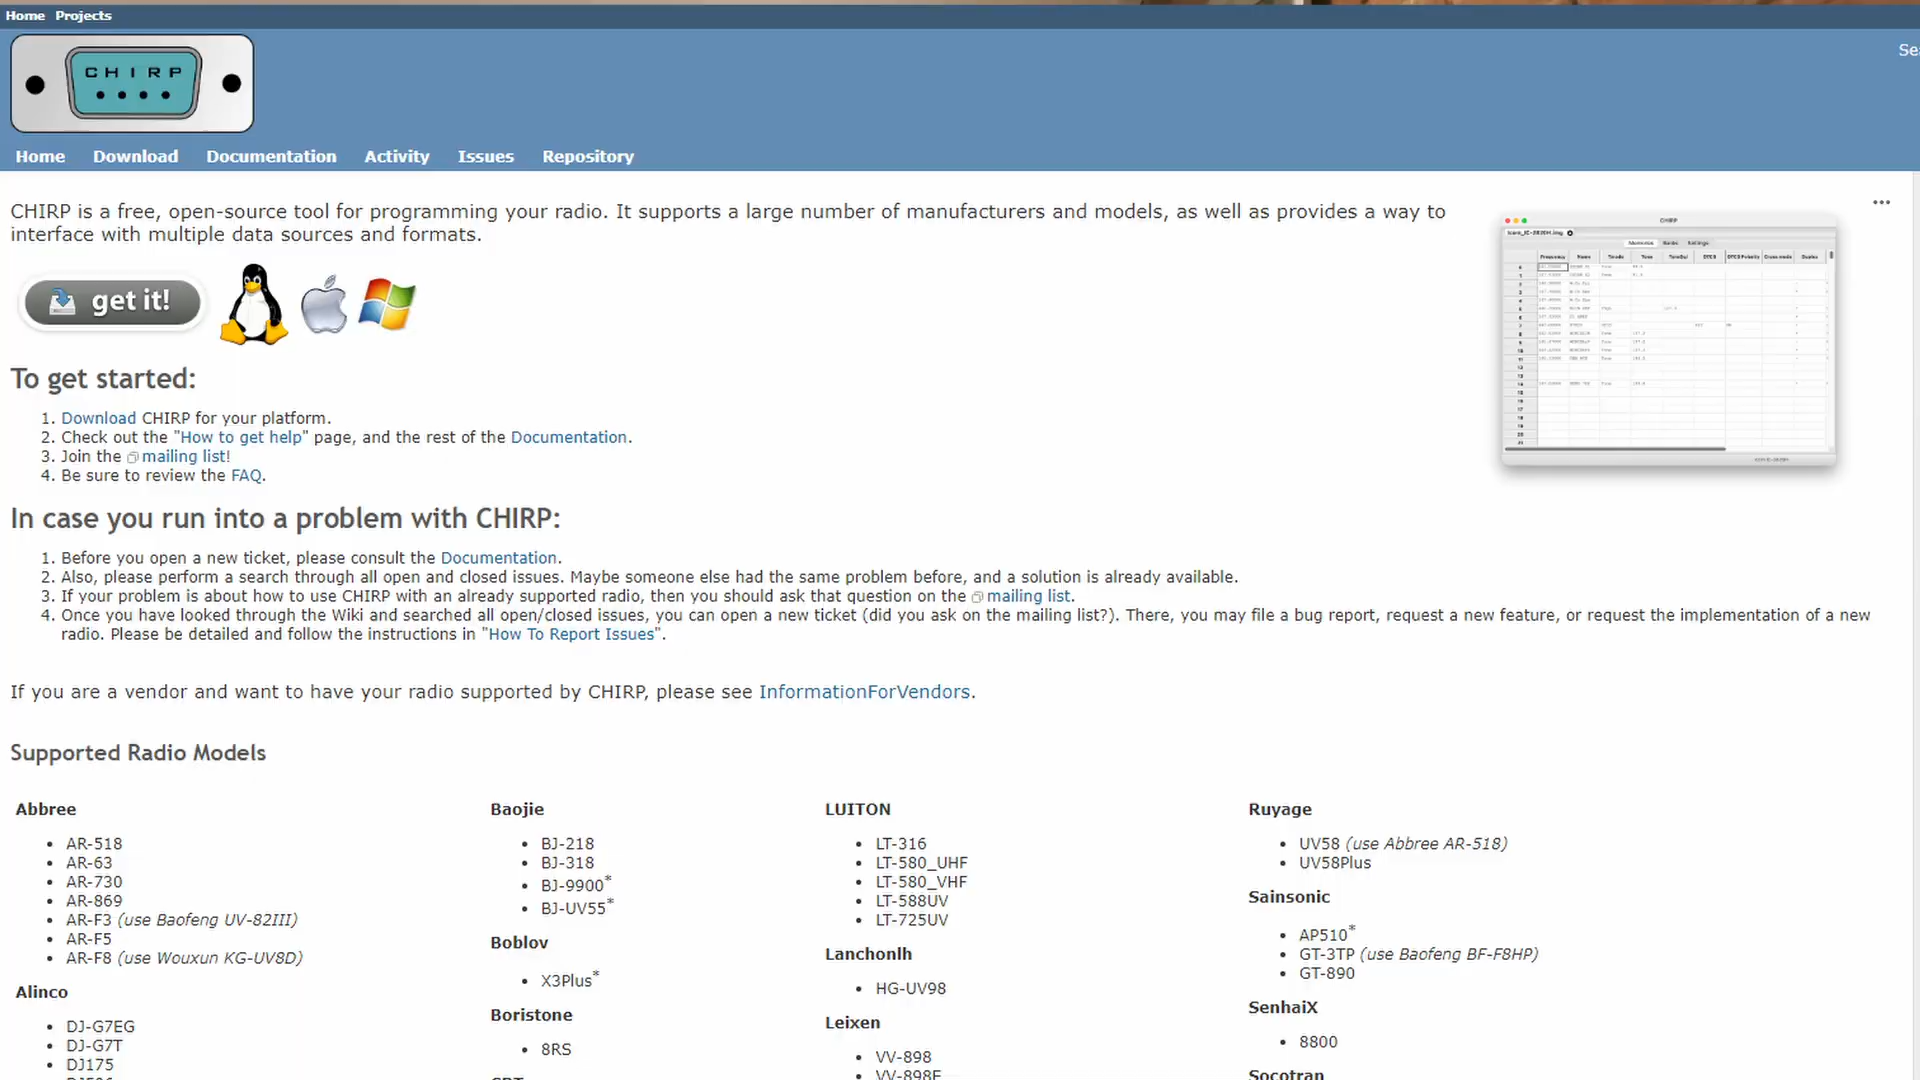 Home Projects
CHIRP
Home Download Documentation Activity Issues Repository
CHIRP is a free, open-source tool for programming your radio. It supports a large number of manufacturers and models, as well as provides a way to
interface with multiple data sources and formats.
get it!
CHIRP
To get started:
1. Download CHIRP for your platform.
2. Check out the "How to get help" page, and the rest of the Documentation.
3. Join the mailing list!
4. Be sure to review the FAQ.
In case you run into a problem with CHIRP:
1. Before you open a new ticket, please consult the Documentation.
2. Also, please perform a search through all open and closed issues. Maybe someone else had the same problem before, and a solution is already available.
3. If your problem is about how to use CHIRP with an already supported radio, then you should ask that question on the mailing list.
4. Once you have looked through the Wiki and searched all open/closed issues, you can open a new ticket (did you ask on the mailing list?). There, you may file a bug report, request a new feature, or request the implementation of a new
radio. Please be detailed and follow the instructions in "How To Report Issues".
If you are a vendor and want to have your radio supported by CHIRP, please see InformationForVendors.
Supported Radio Models
Abbree
AR-518
AR-63
AR-730
AR-869
AR-F3 (use Baofeng UV-82III)
AR-F5
AR-F8 (use Wouxun KG-UV8D)
Alinco
DJ-G7EG
DJ-G7T
DJ175
Baojie
BJ-218
BJ-318
BJ-9900*
BJ-UV55*
Boblov
X3Plus*
Boristone
8RS
LUITON
LT-316
LT-580_UHF
LT-580_VHF
LT-588UV
LT-725UV
Lanchonlh
HG-UV98
Leixen
VV-898
Ruyage
UV58 (use Abbree AR-518)
UV58Plus
Sainsonic
AP510*
GT-3TP (use Baofeng BF-F8HP)
GT-890
SenhaiX
8800
Socotran